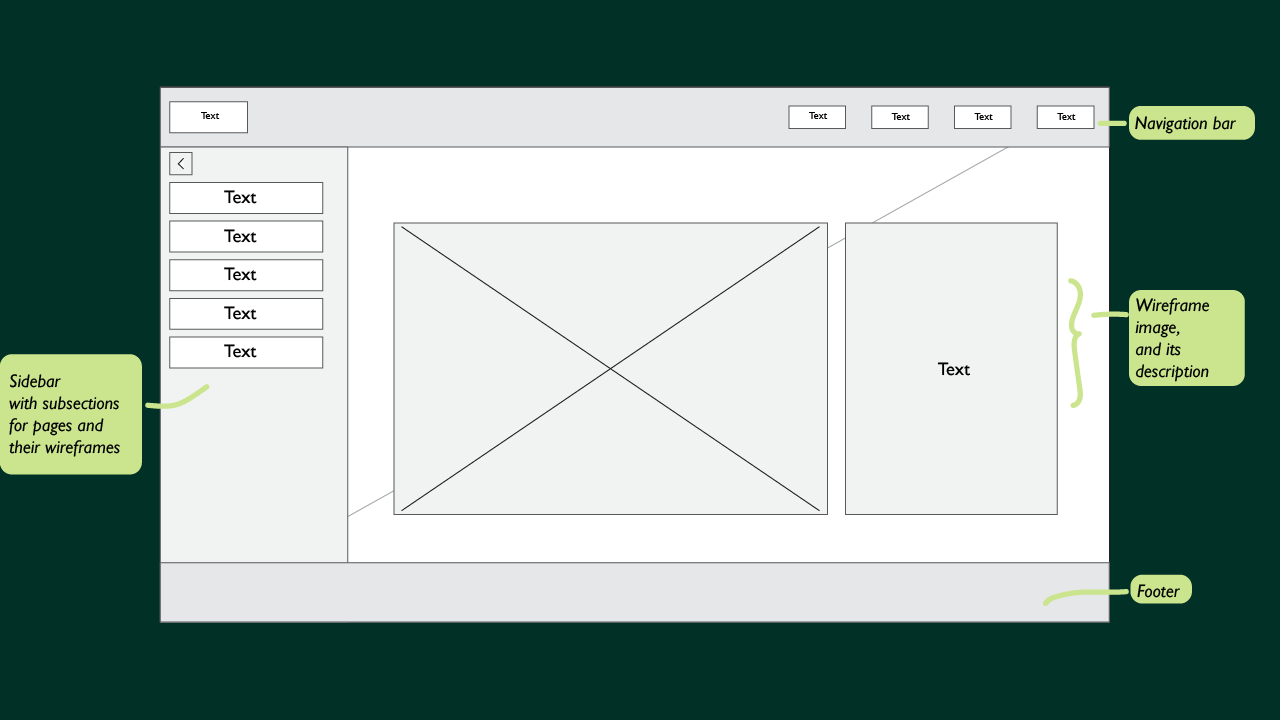 Text
Text
Text
Text
Text
Navigation bar
Text
Text
Text
Text
Text
Sidebar
with subsections
for pages and
their wireframes
Text
Wireframe
image,
and its
description
Footer